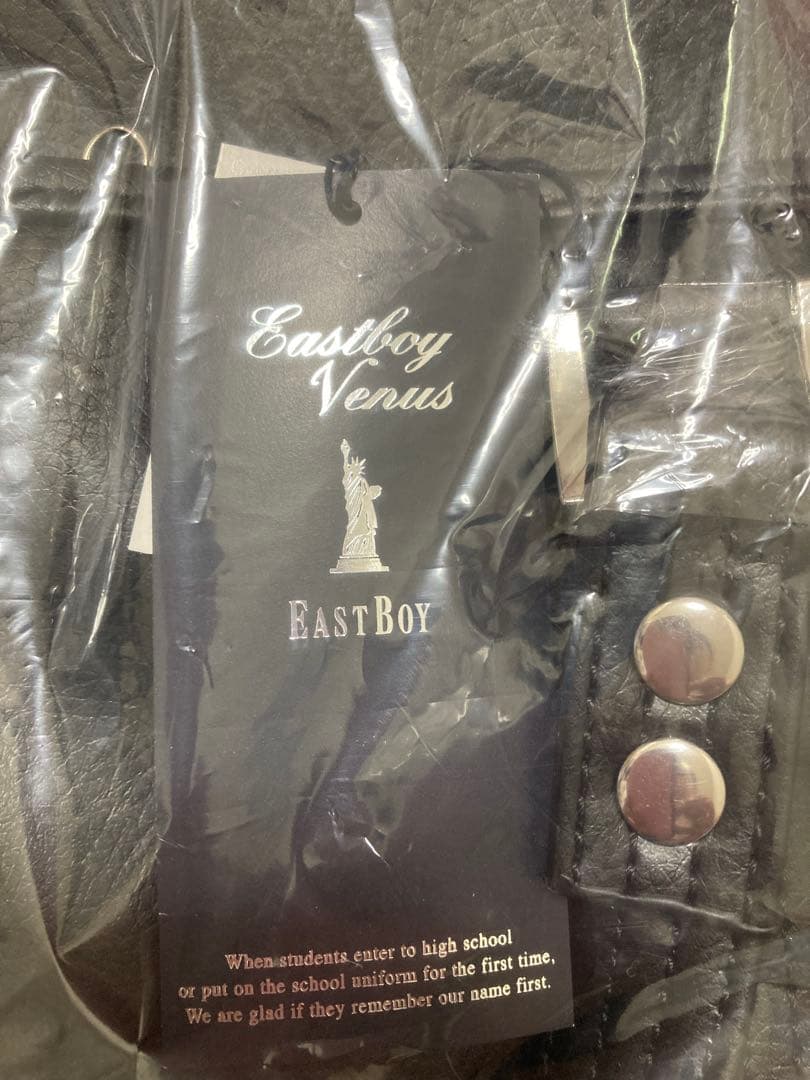 Eastboy
Venus
EASTBOY
When students enter to high school
or put on the school uniform for the first time,
We are glad if they remember our name first.